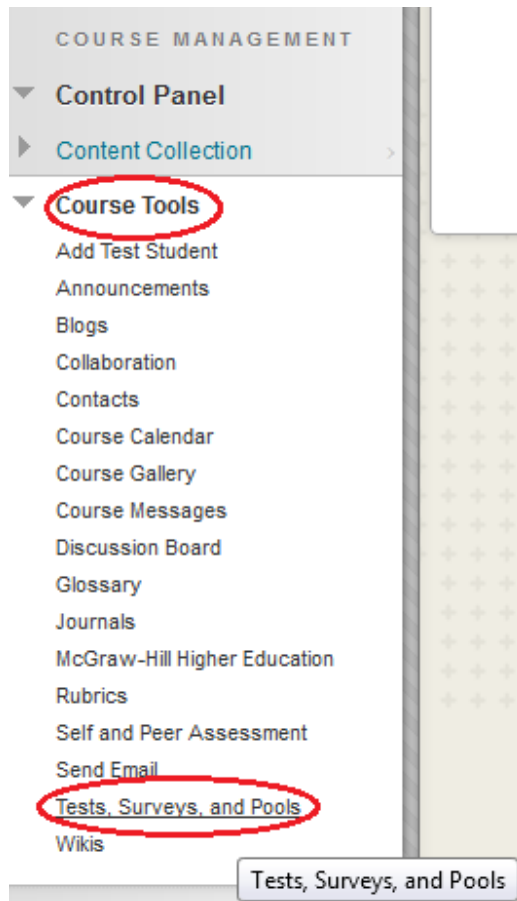 COURSE MANAGEMENT
Control Panel
Content Collection
Course Tools
Add Test Student
Announcements
Blogs
Collaboration
Contacts
Course Calendar
Course Gallery
Course Messages
Discussion Board
Glossary
Journals
McGraw-Hill Higher Education
Rubrics
Self and Peer Assessment
Send Email
Tests, Surveys, and Pools
Wikis
Tests, Surveys, and Pools